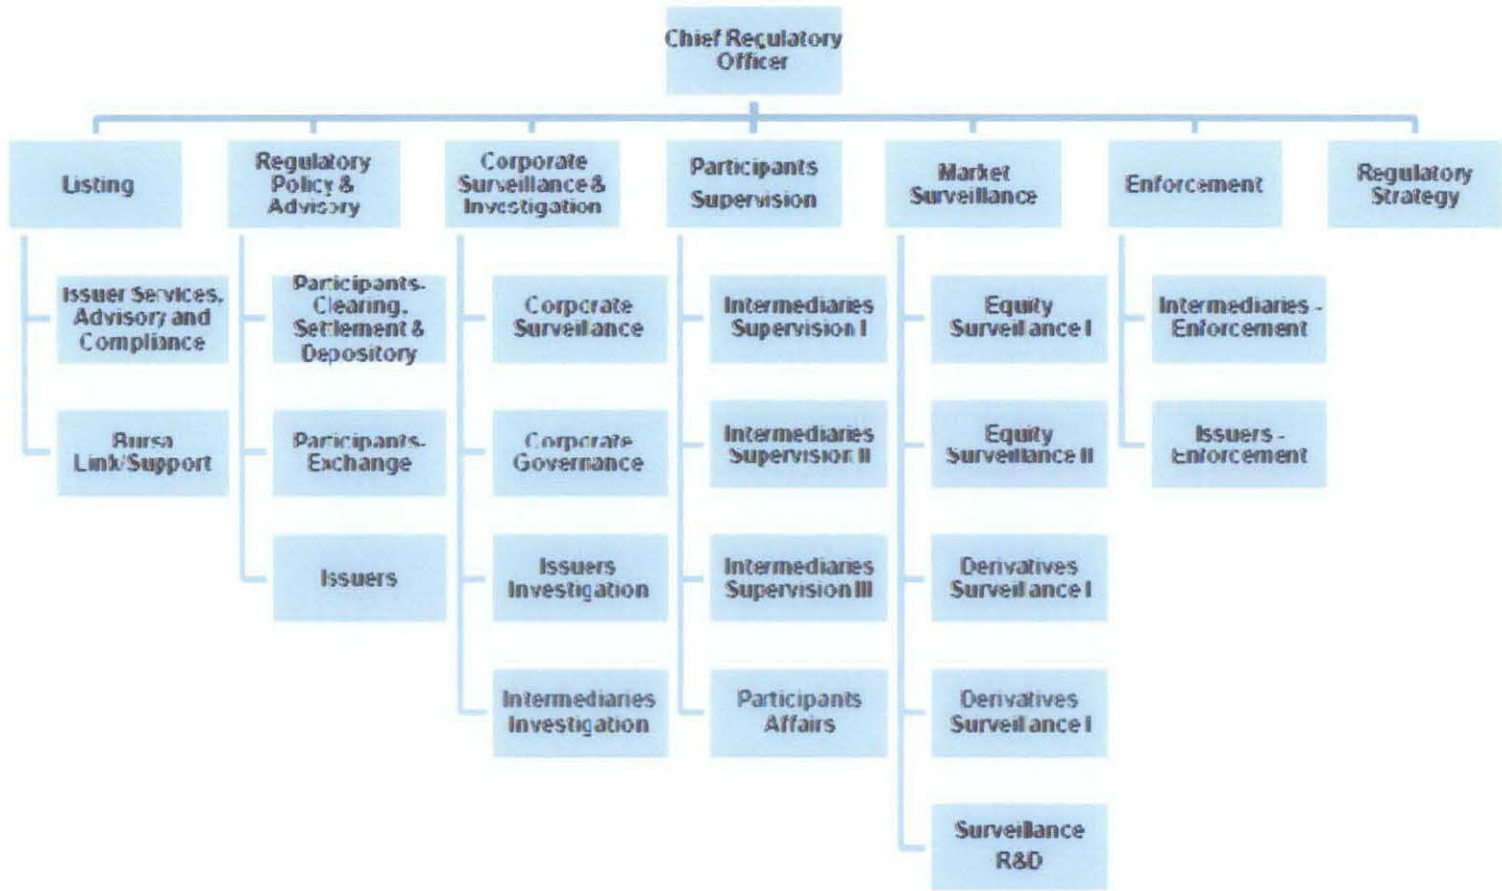 Chief Regulatory
Officer
Listing
Regulatory
Policy &
Advisory
Corporate
Surveillance &
Investigation
Participants
Supervision
Market
Surveillance
Enforcement
Regulatory
Strategy
Issuer Services,
Advisory and
Compliance
Participants-
Clearing,
Settlement &
Depository
Corporate
Surveillance
Intermediaries
Supervision I
Equity
Surveillance I
Intermediaries -
Enforcement
Bursa
Link/Support
Participants-
Exchange
Corporate
Governance
Intermediaries
Supervision II
Equity
Surveillance II
Issuers -
Enforcement
Issuers
Issuers
Investigation
Intermediaries
Supervision III
Derivatives
Surveillance I
Intermediaries
Investigation
Participants
Affairs
Derivatives
Surveillance I
Surveillance
R&D